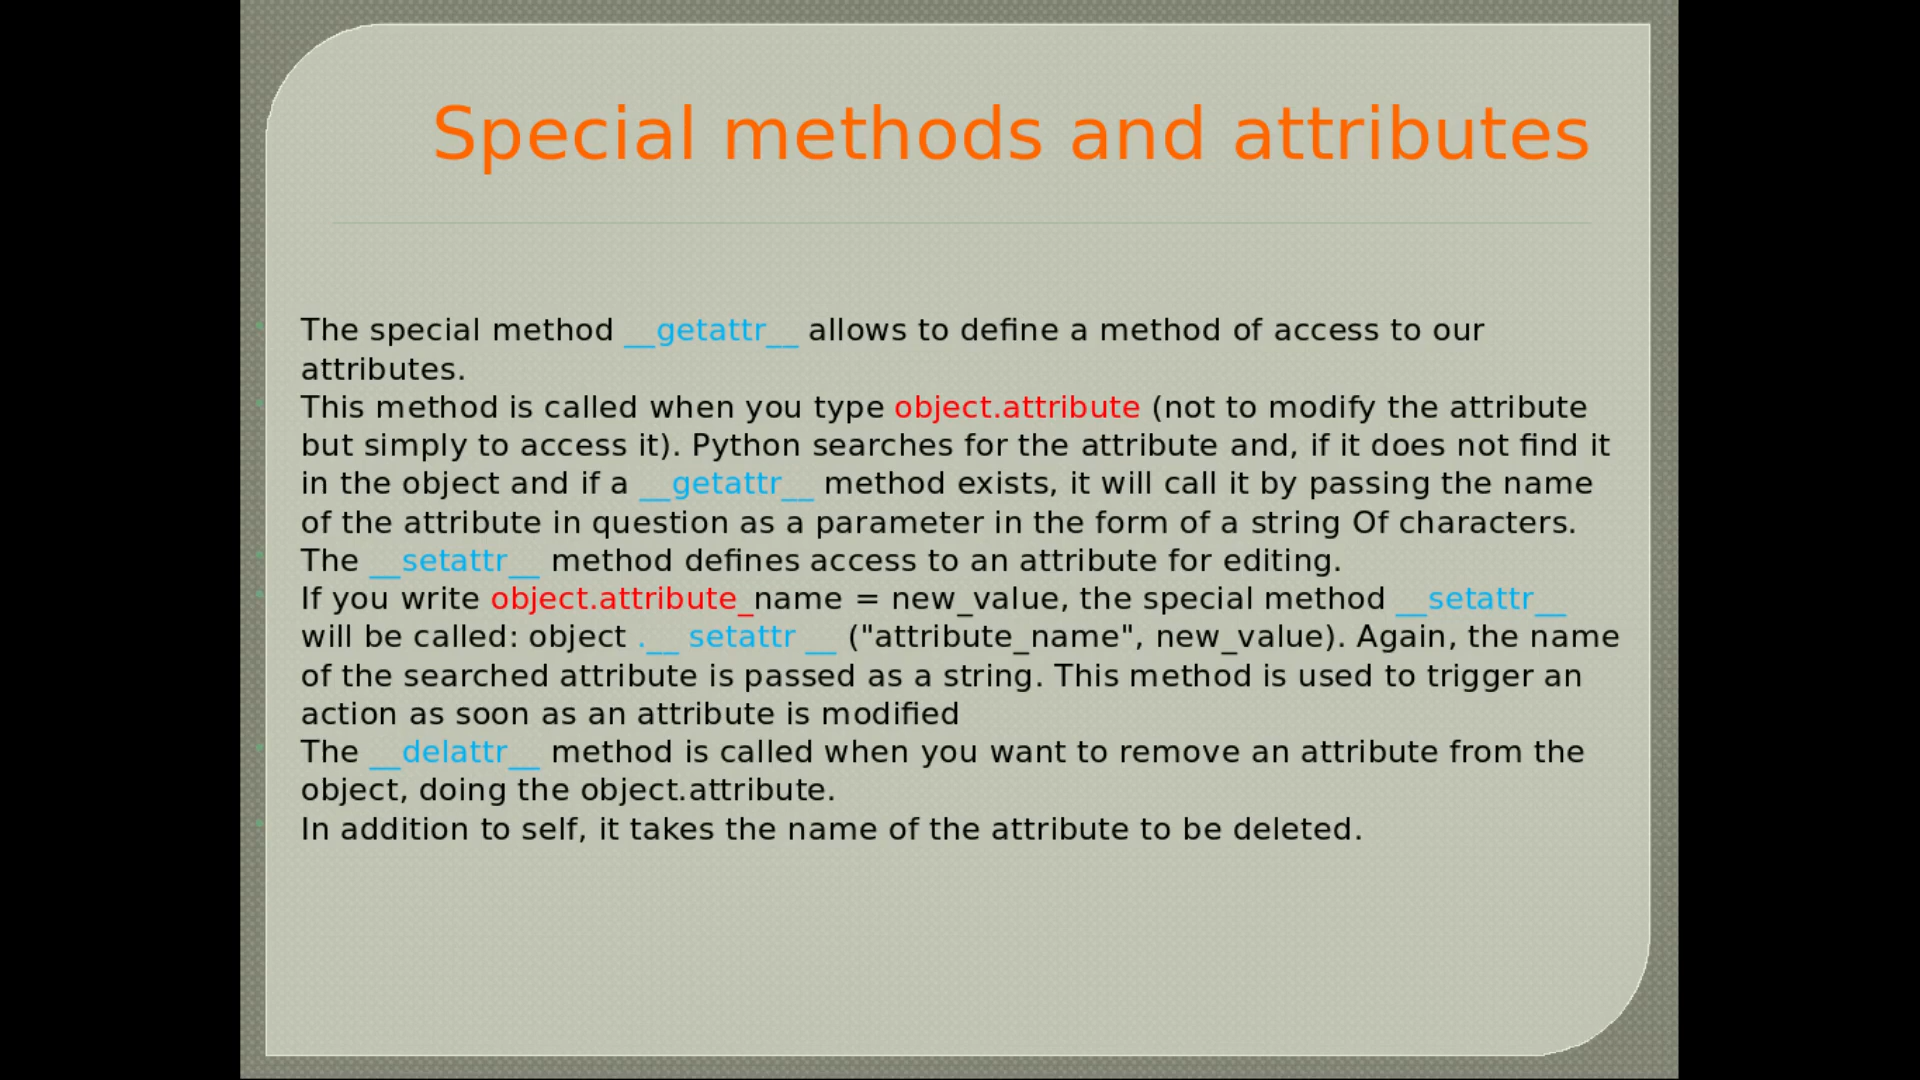 Special methods and attributes
The special method __getattr__ allows to define a method of access to our
attributes.
This method is called when you type object.attribute (not to modify the attribute
but simply to access it). Python searches for the attribute and, if it does not find it
in the object and if a __getattr__ method exists, it will call it by passing the name
of the attribute in question as a parameter in the form of a string Of characters.
The __setattr__ method defines access to an attribute for editing.
If you write object.attribute_name = new_value, the special method __setattr__
will be called: object .__ setattr __ ("attribute_name", new_value). Again, the name
of the searched attribute is passed as a string. This method is used to trigger an
action as soon as an attribute is modified
The __delattr__ method is called when you want to remove an attribute from the
object, doing the object.attribute.
In addition to self, it takes the name of the attribute to be deleted.